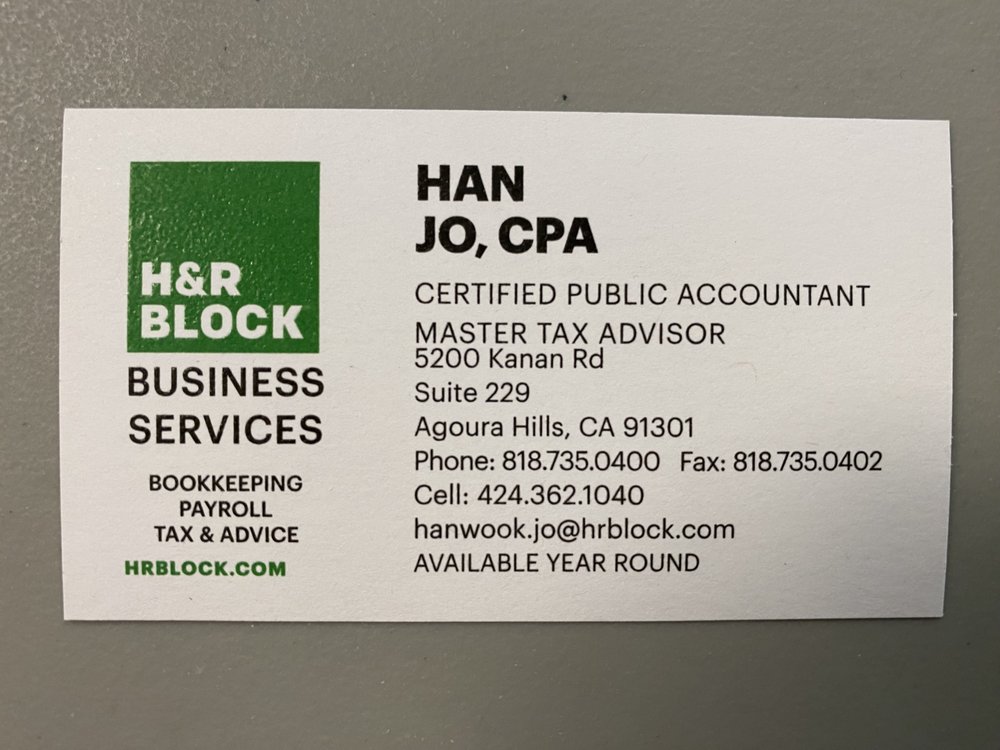 H&R
BLOCK
BUSINESS
SERVICES
BOOKKEEPING
PAYROLL
TAX & ADVICE
HRBLOCK.COM
HAN
JO, CPA
CERTIFIED PUBLIC ACCOUNTANT
MASTER TAX ADVISOR
5200 Kanan Rd
Suite 229
Agoura Hills, CA 91301
Phone: 818.735.0400 Fax: 818.735.0402
Cell: 424.362.1040
hanwook.jo@hrblock.com
AVAILABLE YEAR ROUND